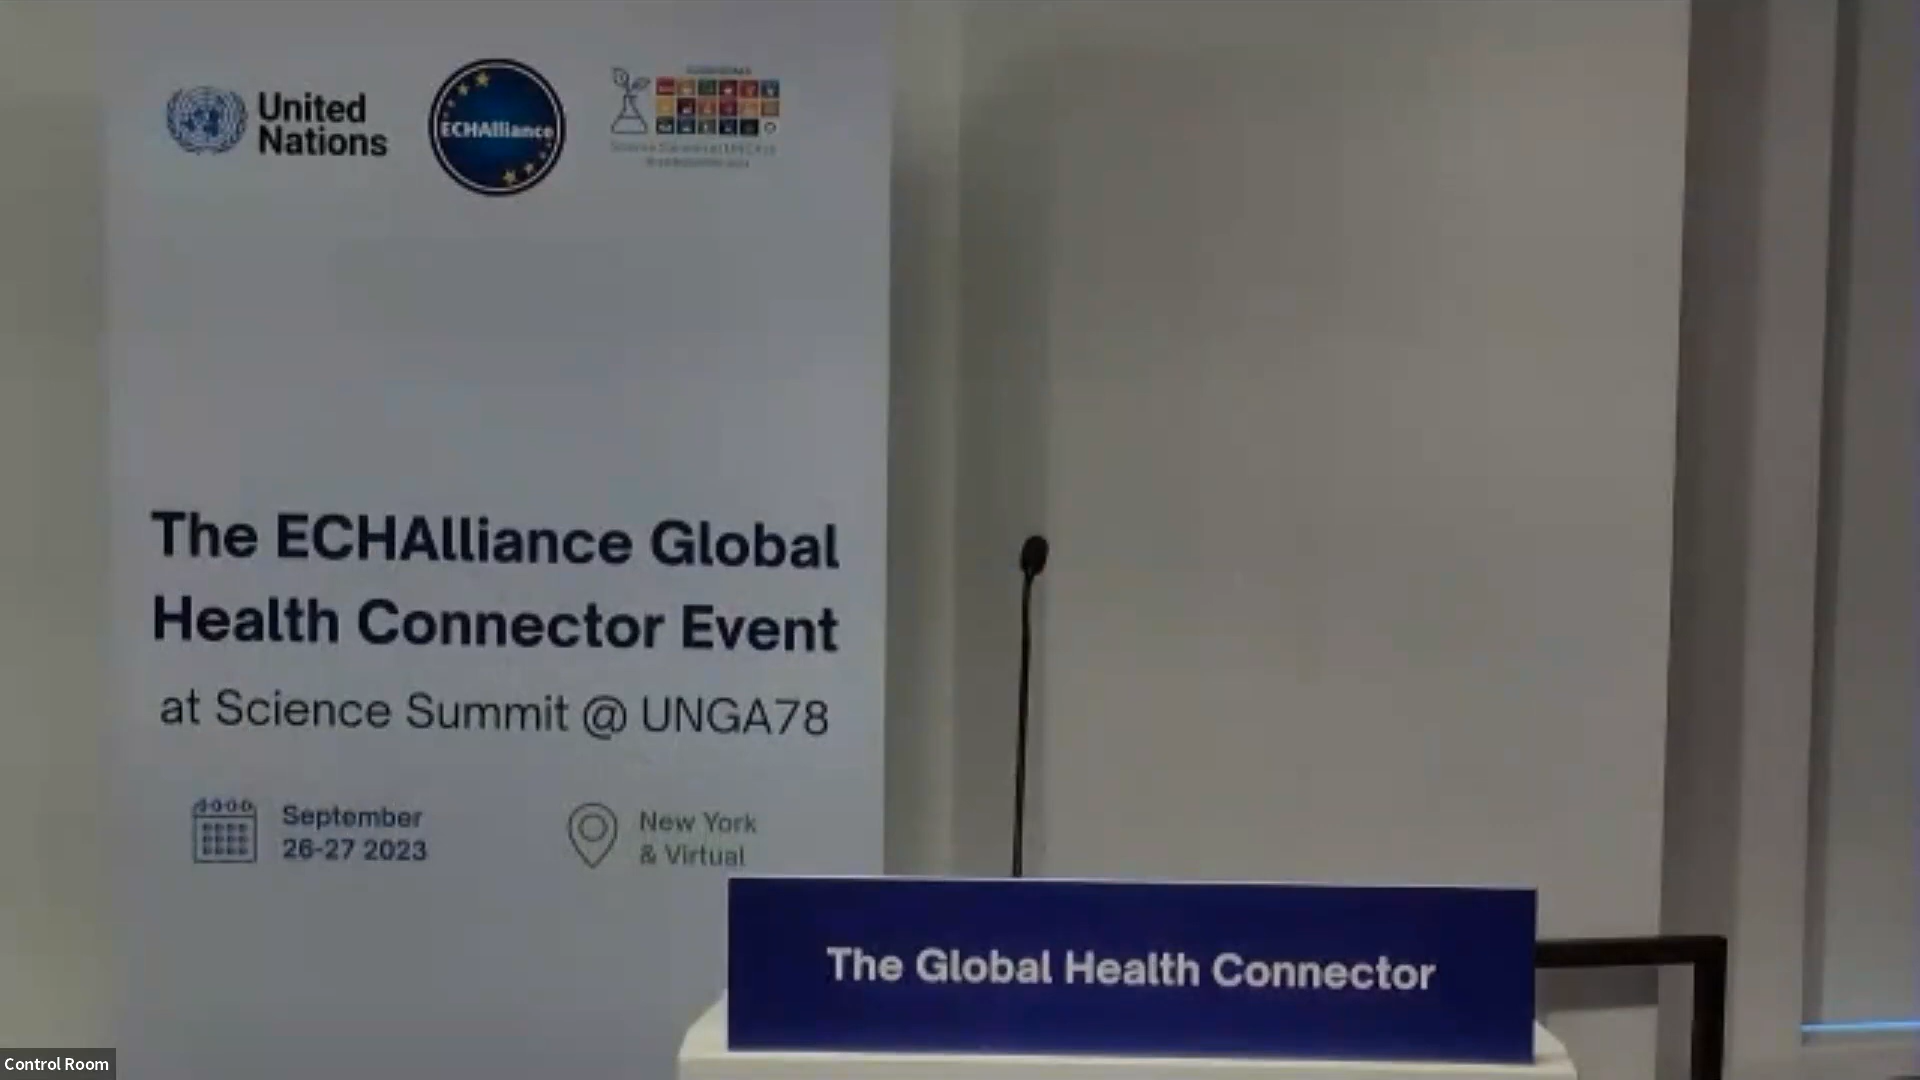 United
Nations
ECHAlliance
The ECHAlliance Global
Health Connector Event
at Science Summit @ UNGA78
September
26-27 2023
New York
& Virtual
The Global Health Connector
Control Room